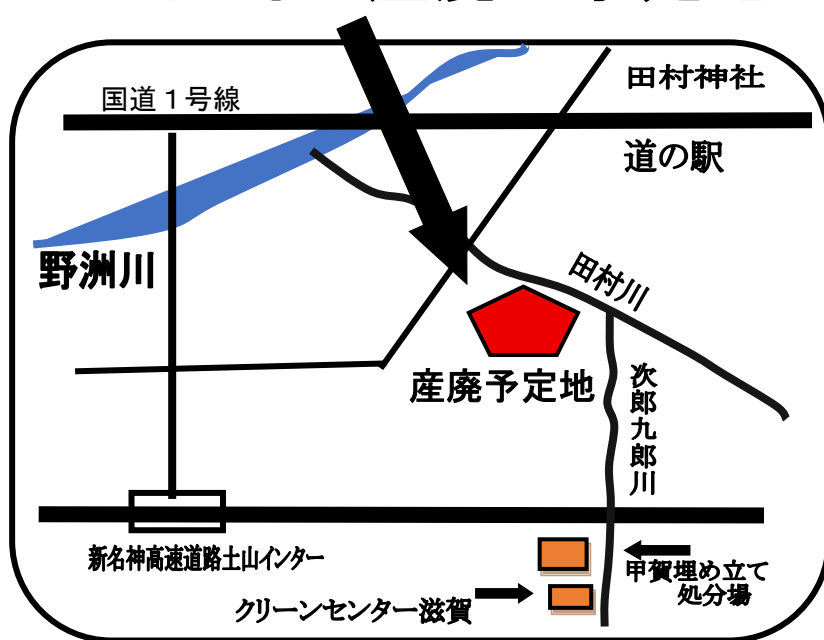 田村神社
国道１号線
道の駅
野洲川
田村川
産廃予定地
次郎九郎川
新名神高速道路土山インター
甲賀埋め立て
処分場
クリーンセンター滋賀